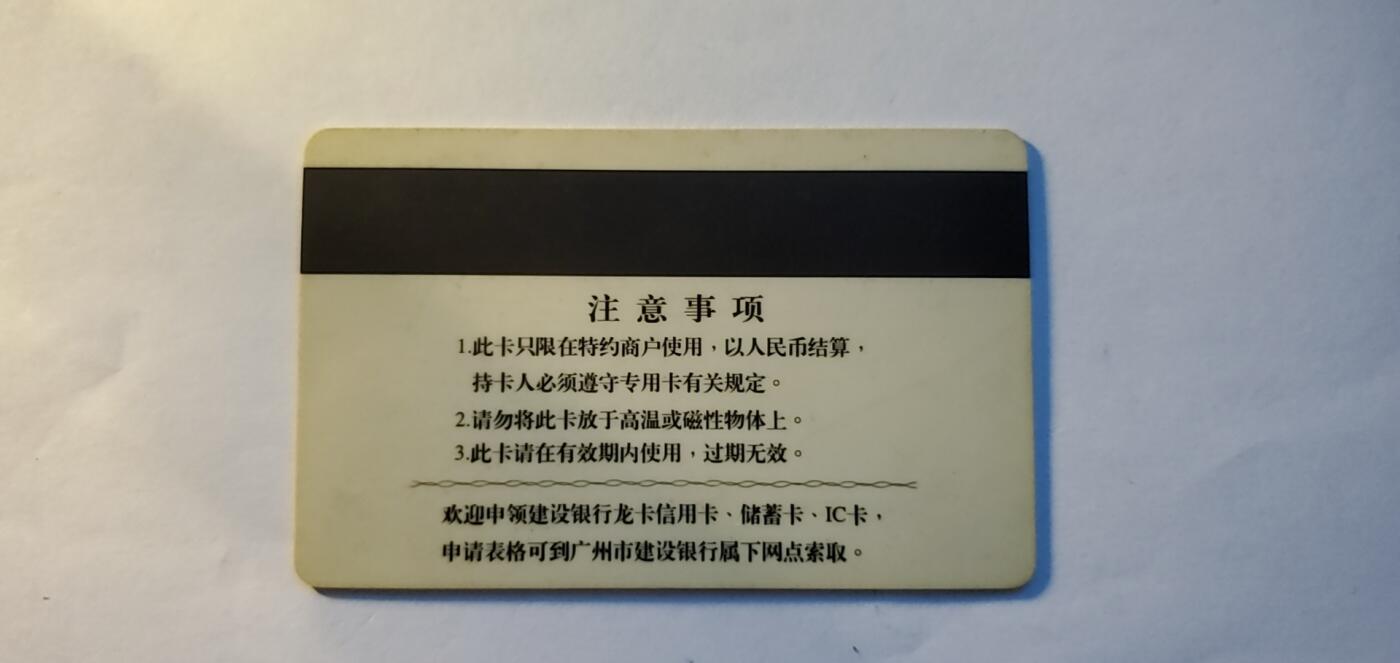 注意事项
1.此卡只限在特约商户使用，以人民币结算，
持卡人必须遵守专用卡有关规定。
2.请勿将此卡放于高温或磁性物体上。
3.此卡请在有效期内使用，过期无效。
欢迎申领建设银行龙卡信用卡、储蓄卡、IC卡，
申请表格可到广州市建设银行属下网点索取。